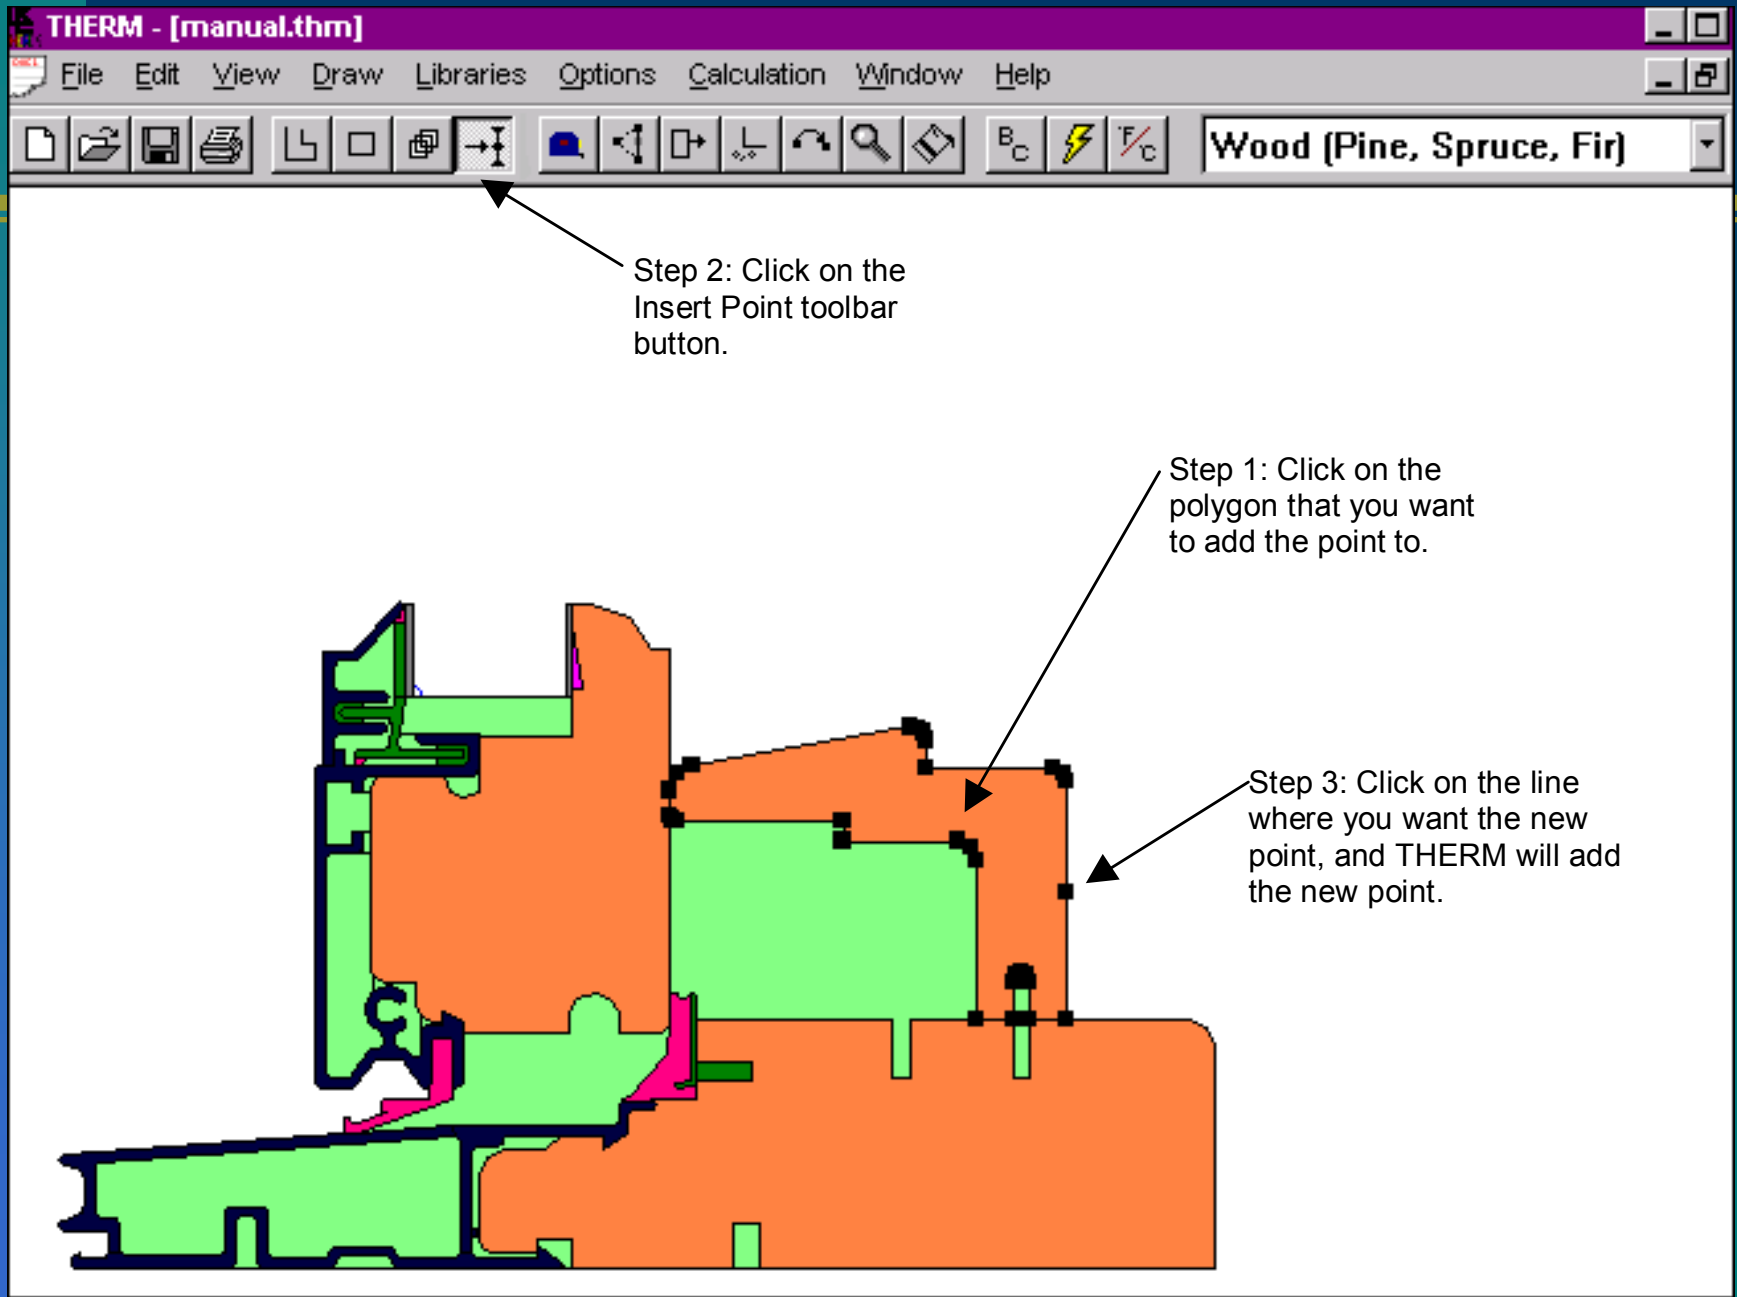 THERM - [manual.thm]
File Edit View Draw Libraries Options Calculation Window Help
BC °F/C Wood (Pine, Spruce, Fir)
Step 2: Click on the
Insert Point toolbar
button.
Step 1: Click on the
polygon that you want
to add the point to.
Step 3: Click on the line
where you want the new
point, and THERM will add
the new point.